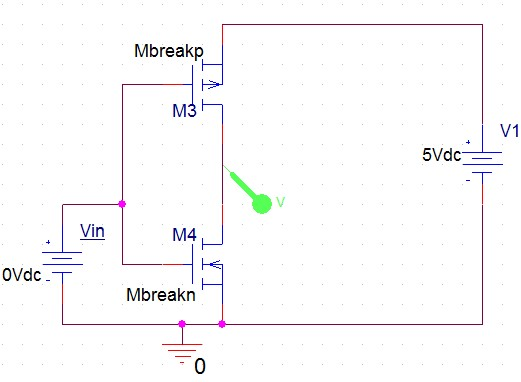 Mbreakp
M3
V1
5Vdc
+
-
V
M4
Vin
+
0Vdc
-
Mbreakn
0